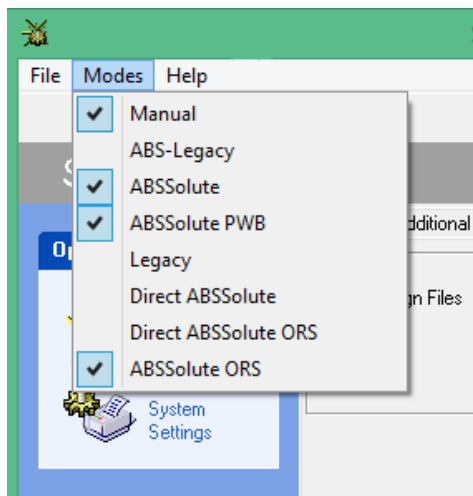 File Modes Help
Manual
ABS-Legacy
ABSSolute
ABSSolute PWB
Legacy
Direct ABSSolute
Direct ABSSolute ORS
ABSSolute ORS
System
Settings